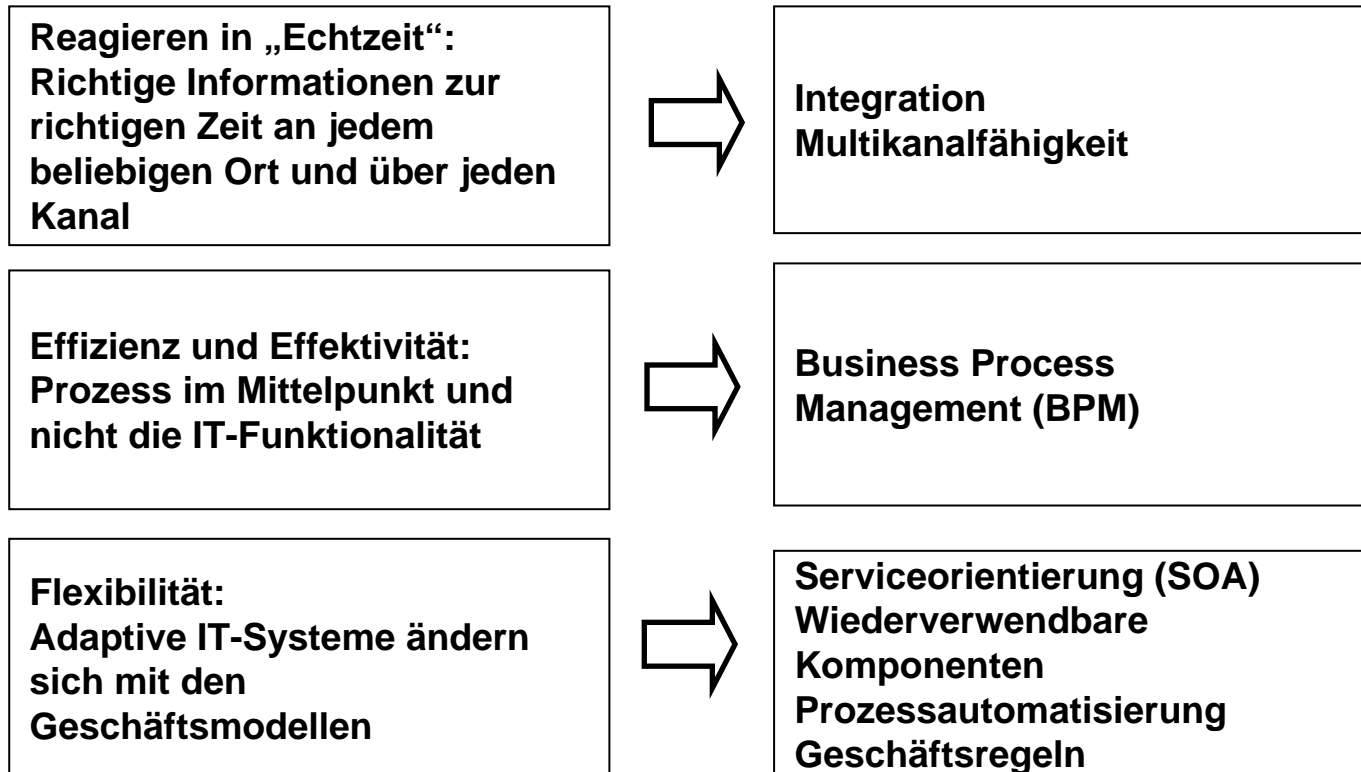 Reagieren in „Echtzeit“:
Richtige Informationen zur
richtigen Zeit an jedem
beliebigen Ort und über jeden
Kanal
Integration
Multikanalfähigkeit
Effizienz und Effektivität:
Prozess im Mittelpunkt und
nicht die IT-Funktionalität
Business Process
Management (BPM)
Flexibilität:
Adaptive IT-Systeme ändern
sich mit den
Geschäftsmodellen
Serviceorientierung (SOA)
Wiederverwendbare
Komponenten
Prozessautomatisierung
Geschäftsregeln